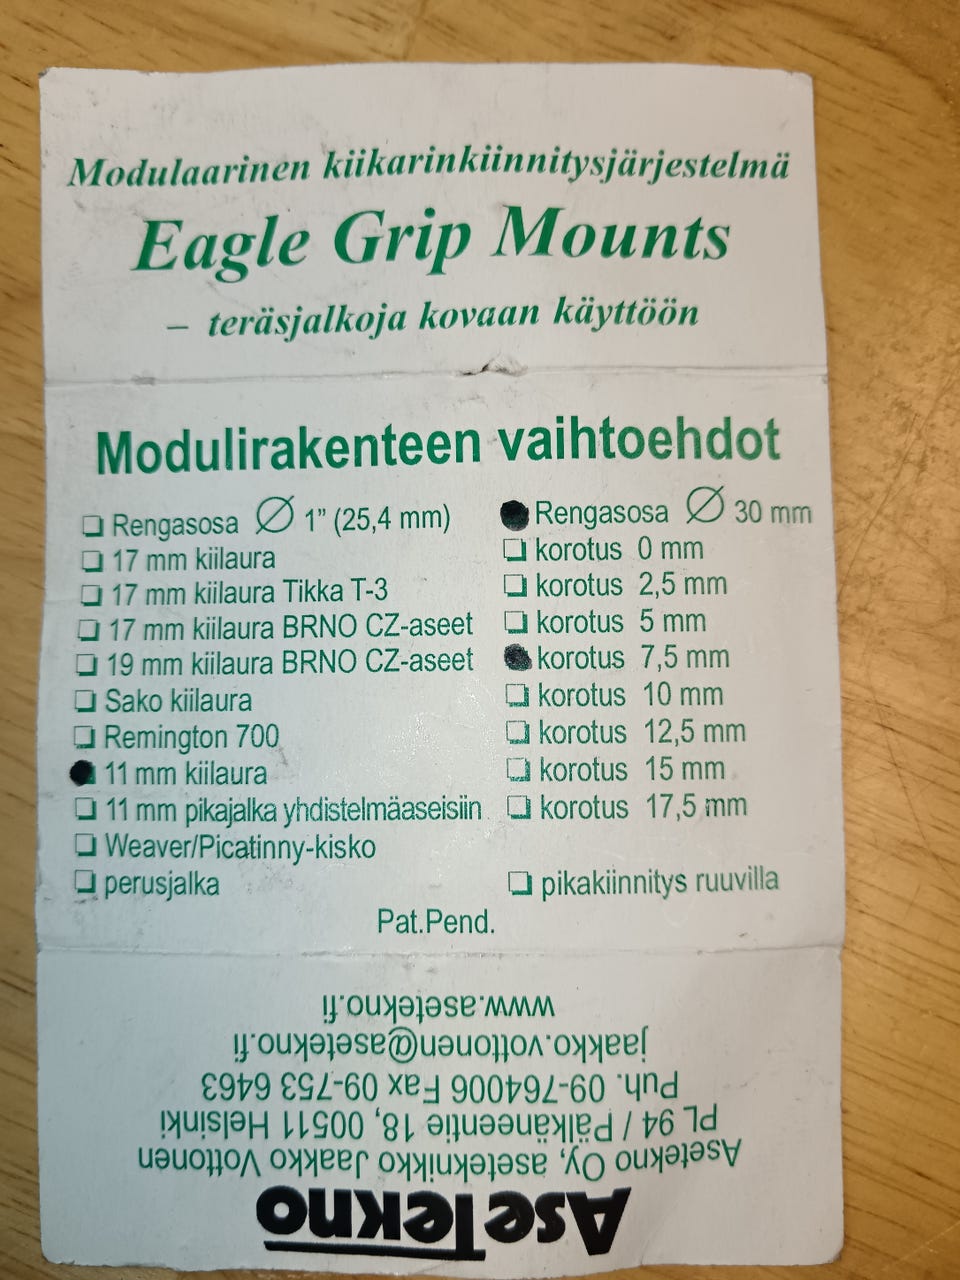 Modulaarinen kiikarinkiinnitysjärjestelmä
Eagle Grip Mounts
– teräsjalkoja kovaan käyttöön
Modulirakenteen vaihtoehdot
Rengasosa Ø 1” (25,4 mm)
17 mm kiilaura
17 mm kiilaura Tikka T-3
17 mm kiilaura BRNO CZ-aseet
19 mm kiilaura BRNO CZ-aseet
Sako kiilaura
Remington 700
11 mm kiilaura
11 mm pikajalka yhdistelmäaseisiin
Weaver/Picatinny-kisko
perusjalka
Rengasosa Ø 30 mm
korotus 0 mm
korotus 2,5 mm
korotus 5 mm
korotus 7,5 mm
korotus 10 mm
korotus 12,5 mm
korotus 15 mm
korotus 17,5 mm
pikakiinnitys ruuvilla
Pat.Pend.
AseTekno
Asetekno Oy, aseteknikko Jaakko Vottonen
PL 94 / Pälkäneentie 18, 00511 Helsinki
Puh. 09-764006 Fax 09-753 6463
jaakko.vottonen@asetekno.fi
www.asetekno.fi